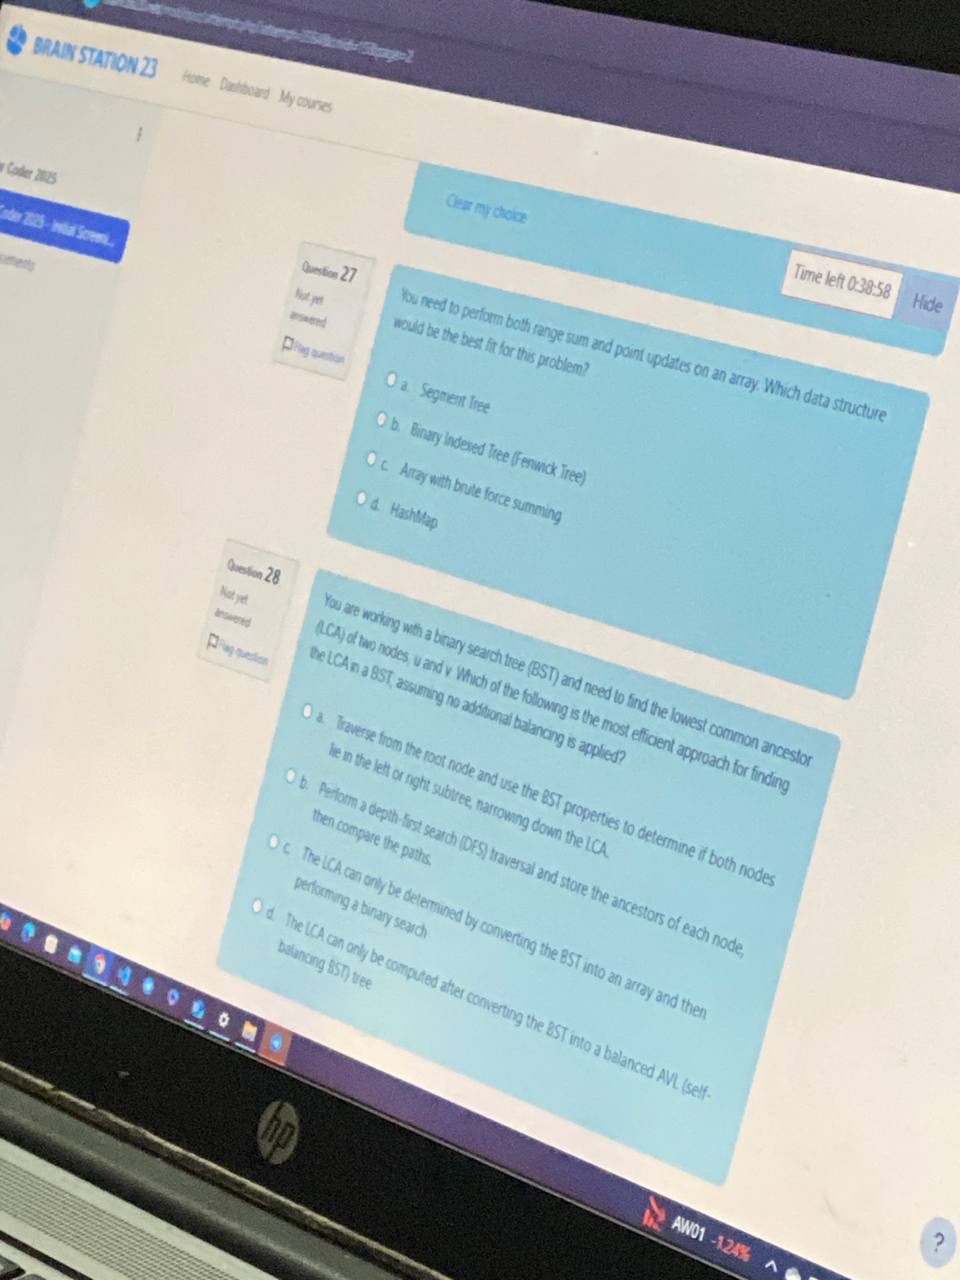 BRAIN STATION 23
Home Dashboard My courses
Coder 2025
Coder 2025 - Initial Screeni...
Clear my choice
Time left 0:38:58
Hide
Question 27
Not yet
answered
Flag question
You need to perform both range sum and point updates on an array. Which data structure
would be the best fit for this problem?
a. Segment Tree
b. Binary Indexed Tree (Fenwick Tree)
c. Array with brute force summing
d. HashMap
Question 28
Not yet
answered
Flag question
You are working with a binary search tree (BST) and need to find the lowest common ancestor
(LCA) of two nodes, u and v. Which of the following is the most efficient approach for finding
the LCA in a BST, assuming no additional balancing is applied?
a. Traverse from the root node and use the BST properties to determine if both nodes
lie in the left or right subtree, narrowing down the LCA.
b. Perform a depth-first search (DFS) traversal and store the ancestors of each node,
then compare the paths.
c. The LCA can only be determined by converting the BST into an array and then
performing a binary search
d. The LCA can only be computed after converting the BST into a balanced AVL (self-
balancing BST) tree
hp
AW01 -1.24%
?